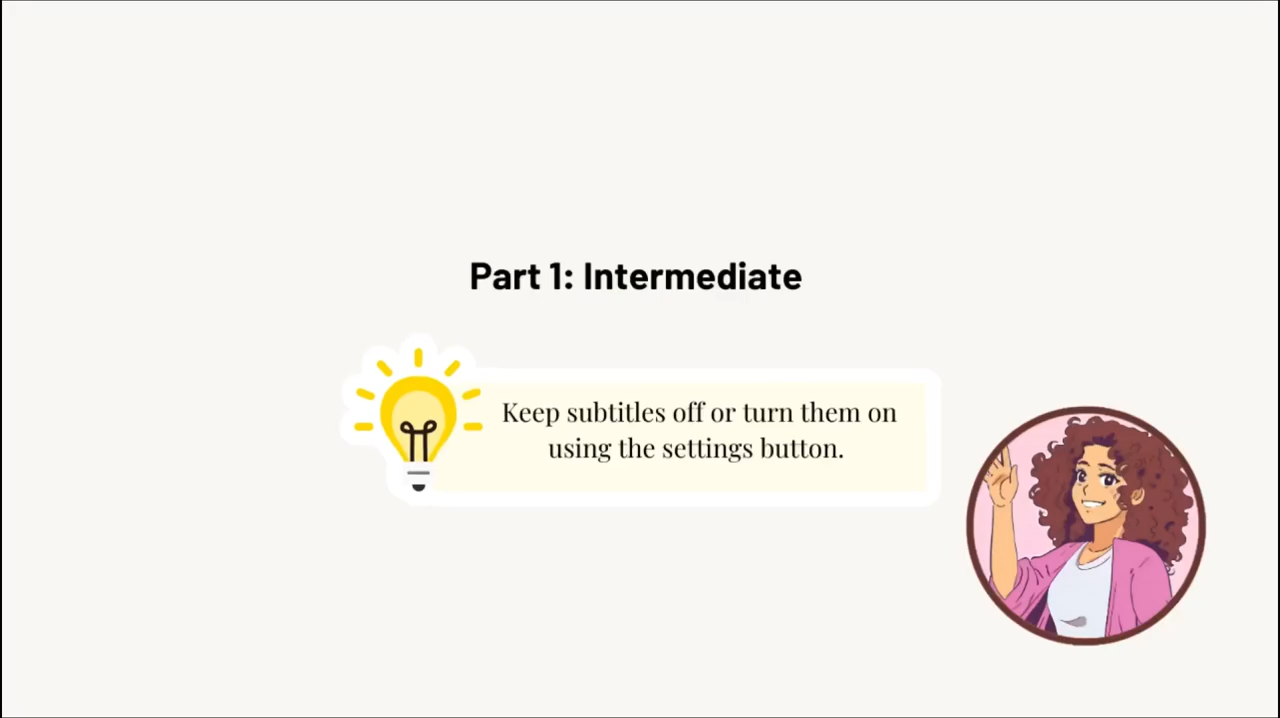 Part 1: Intermediate
Keep subtitles off or turn them on
using the settings button.